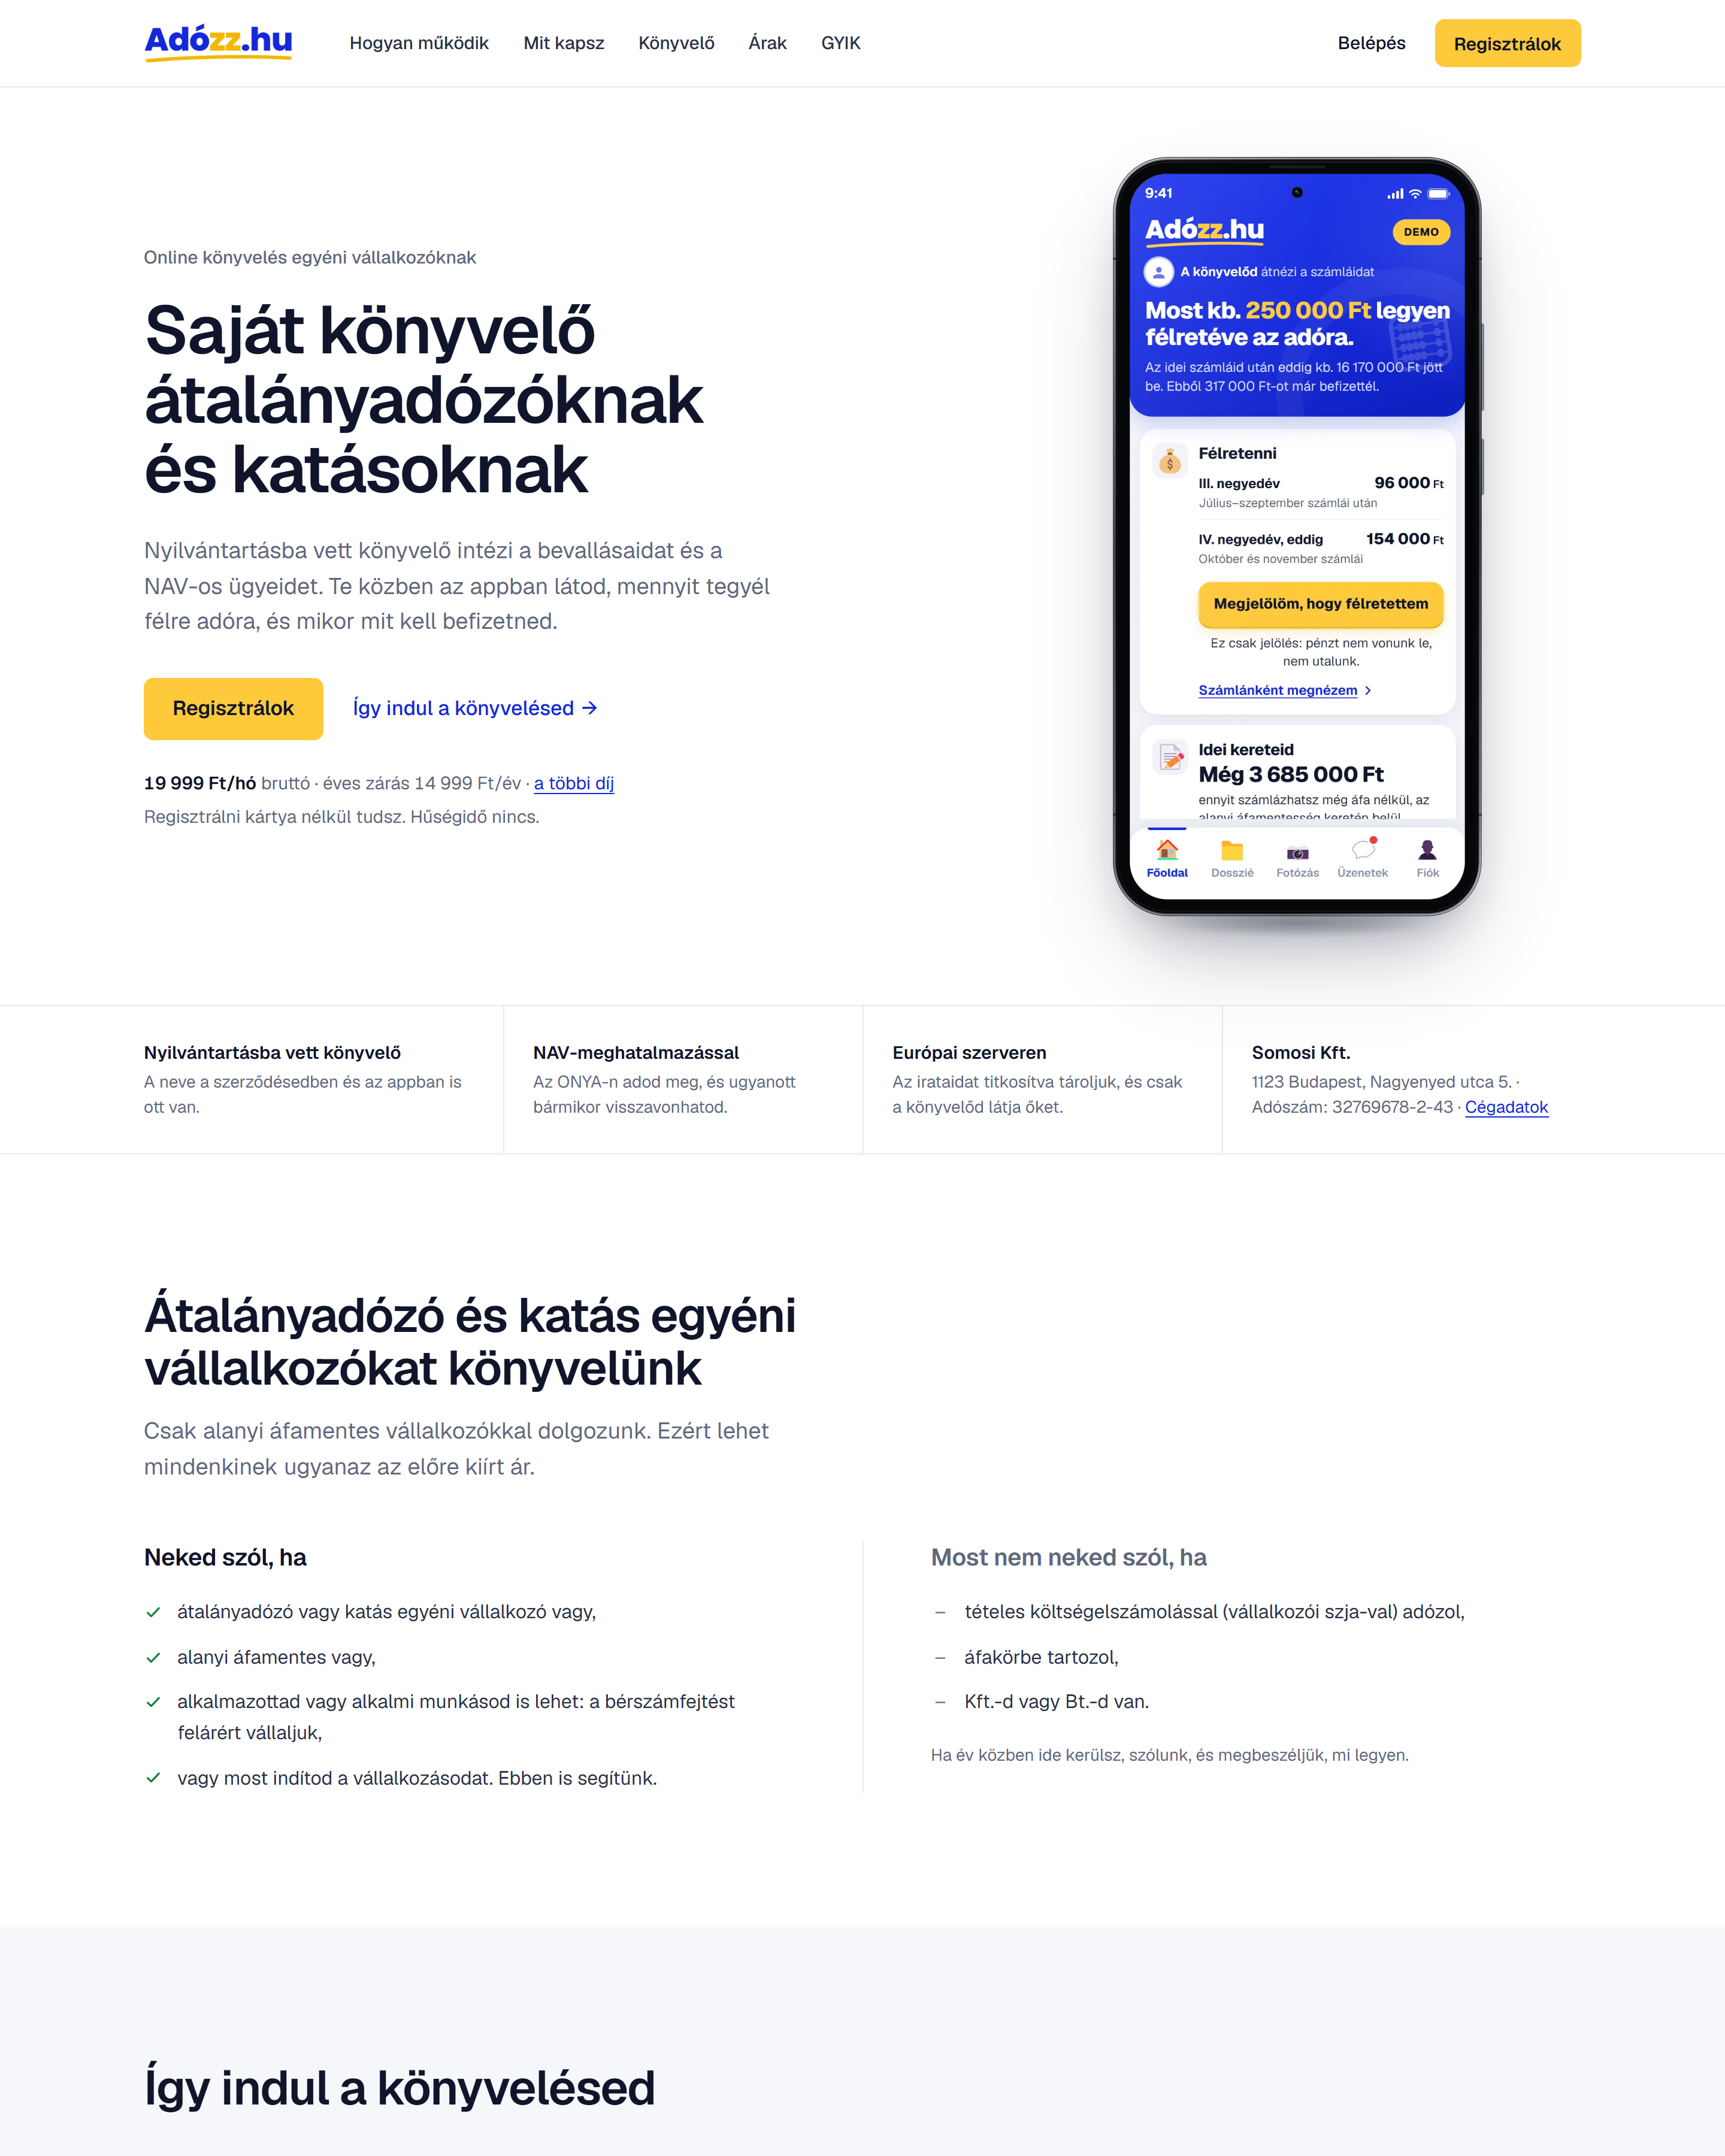 Adózz.hu
Hogyan működik
Mit kapsz
Könyvelő
Árak
GYIK
Belépés
Regisztrálok
Online könyvelés egyéni vállalkozóknak
Saját könyvelő
átalányadózóknak
és katásoknak
Nyilvántartásba vett könyvelő intézi a bevallásaidat és a
NAV-os ügyeidet. Te közben az appban látod, mennyit tegyél
félre adóra, és mikor mit kell befizetned.
Regisztrálok
Így indul a könyvelésed →
19 999 Ft/hó bruttó · éves zárás 14 999 Ft/év · a többi díj
Regisztrálni kártya nélkül tudsz. Hűségidő nincs.
9:41
Adózz.hu
DEMO
A könyvelőd átnézi a számláidat
Most kb. 250 000 Ft legyen
félretéve az adóra.
Az idei számláid után eddig kb. 16 170 000 Ft jött
be. Ebből 317 000 Ft-ot már befizettél.
Félretenni
III. negyedév 96 000 Ft
Július–szeptember számlái után
IV. negyedév, eddig 154 000 Ft
Október és november számlái
Megjelölöm, hogy félretettem
Ez csak jelölés: pénzt nem vonunk le,
nem utalunk.
Számlánként megnézem
Idei kereteid
Még 3 685 000 Ft
ennyit számlázhatsz még áfa nélkül, az
alanyi áfamentesség keretén belül
Főoldal
Dosszié
Fotózás
Üzenetek
Fiók
Nyilvántartásba vett könyvelő
A neve a szerződésedben és az appban is
ott van.
NAV-meghatalmazással
Az ONYA-n adod meg, és ugyanott
bármikor visszavonhatod.
Európai szerveren
Az irataidat titkosítva tároljuk, és csak
a könyvelőd látja őket.
Somosi Kft.
1123 Budapest, Nagyenyed utca 5. ·
Adószám: 32769678-2-43 · Cégadatok
Átalányadózó és katás egyéni
vállalkozókat könyvelünk
Csak alanyi áfamentes vállalkozókkal dolgozunk. Ezért lehet
mindenkinek ugyanaz az előre kiírt ár.
Neked szól, ha
átalányadózó vagy katás egyéni vállalkozó vagy,
alanyi áfamentes vagy,
alkalmazottad vagy alkalmi munkásod is lehet: a bérszámfejtést
felárért vállaljuk,
vagy most indítod a vállalkozásodat. Ebben is segítünk.
Most nem neked szól, ha
– tételes költségelszámolással (vállalkozói szja-val) adózol,
– áfakörbe tartozol,
– Kft.-d vagy Bt.-d van.
Ha év közben ide kerülsz, szólunk, és megbeszéljük, mi legyen.
Így indul a könyvelésed